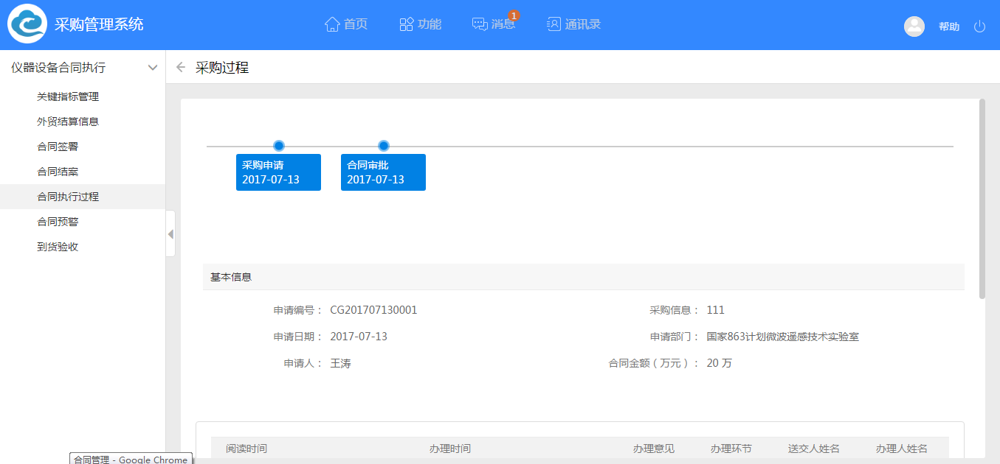 采购管理系统
首页
功能
消息
1
通讯录
帮助
仪器设备合同执行
关键指标管理
外贸结算信息
合同签署
合同结案
合同执行过程
合同预警
到货验收
采购过程
采购申请
2017-07-13
合同审批
2017-07-13
基本信息
申请编号： CG201707130001
采购信息： 111
申请日期： 2017-07-13
申请部门： 国家863计划微波遥感技术实验室
申请人： 王涛
合同金额（万元）： 20 万
阅读时间 办理时间 办理意见 办理环节 送交人姓名 办理人姓名
合同管理 - Google Chrome